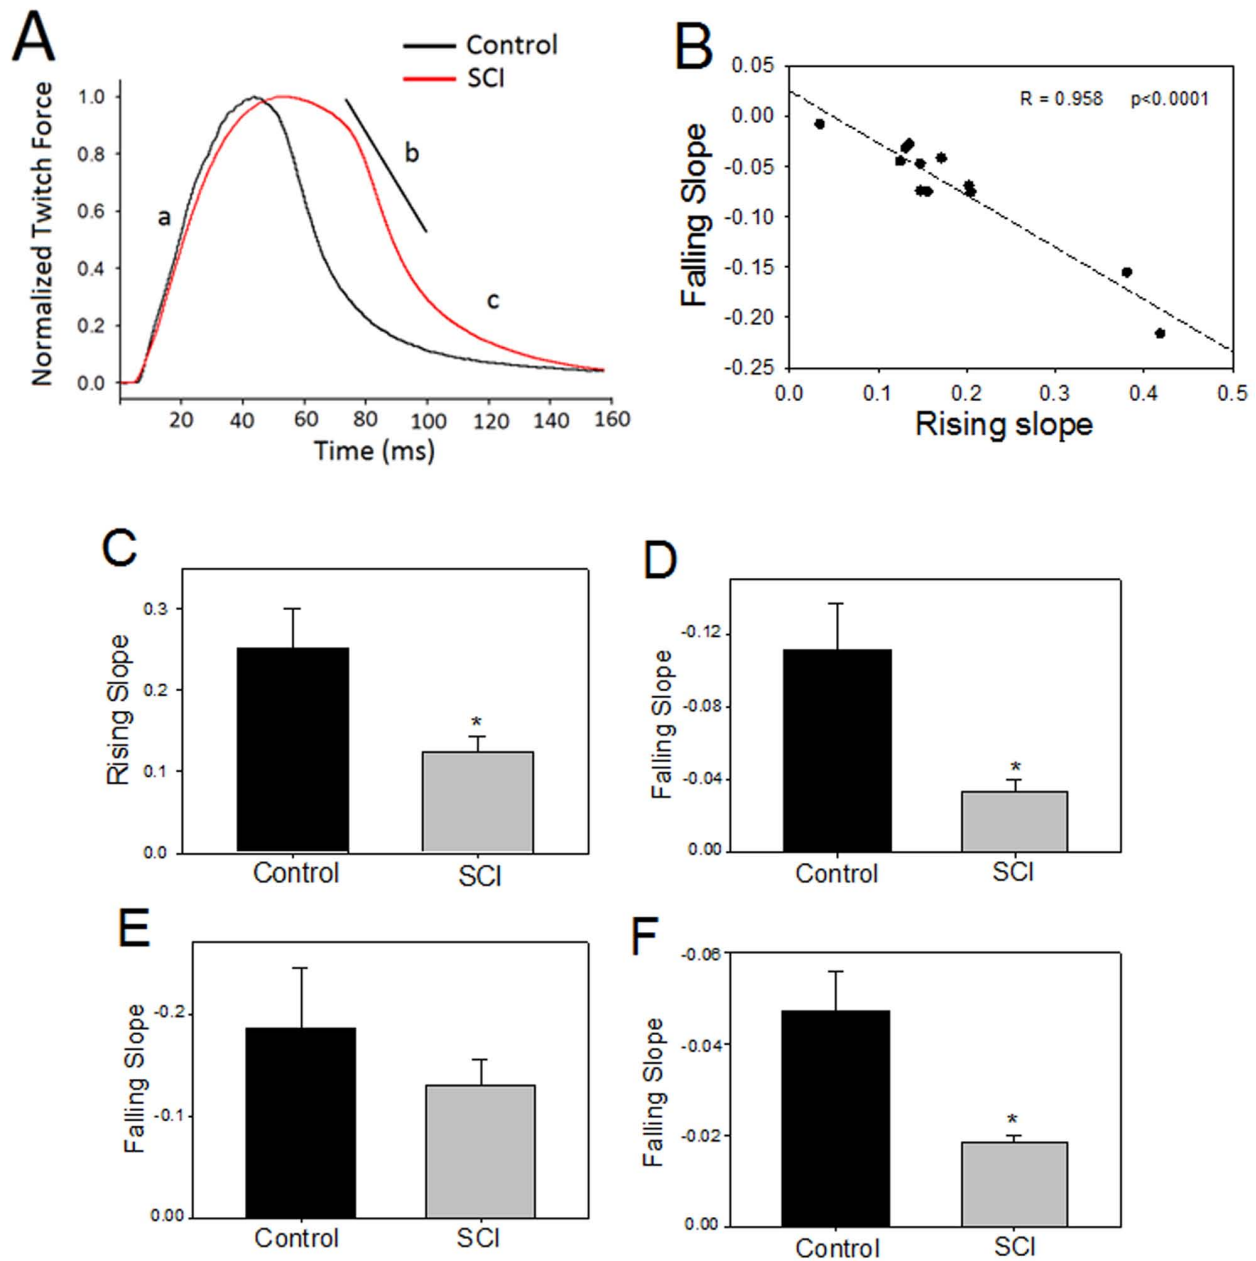 A
Control
SCI
Normalized Twitch Force
1.0
0.8
0.6
0.4
0.2
0.0
a
b
c
20 40 60 80 100 120 140 160
Time (ms)
B
R = 0.958 p<0.0001
Falling Slope
0.05
0.00
-0.05
-0.10
-0.15
-0.20
-0.25
0.0 0.1 0.2 0.3 0.4 0.5
Rising slope
C
Rising Slope
0.3
0.2
0.1
0.0
*
Control SCI
D
Falling Slope
-0.12
-0.08
-0.04
0.00
*
Control SCI
E
Falling Slope
-0.2
-0.1
0.00
Control SCI
F
Falling Slope
-0.06
-0.04
-0.02
0.00
*
Control SCI